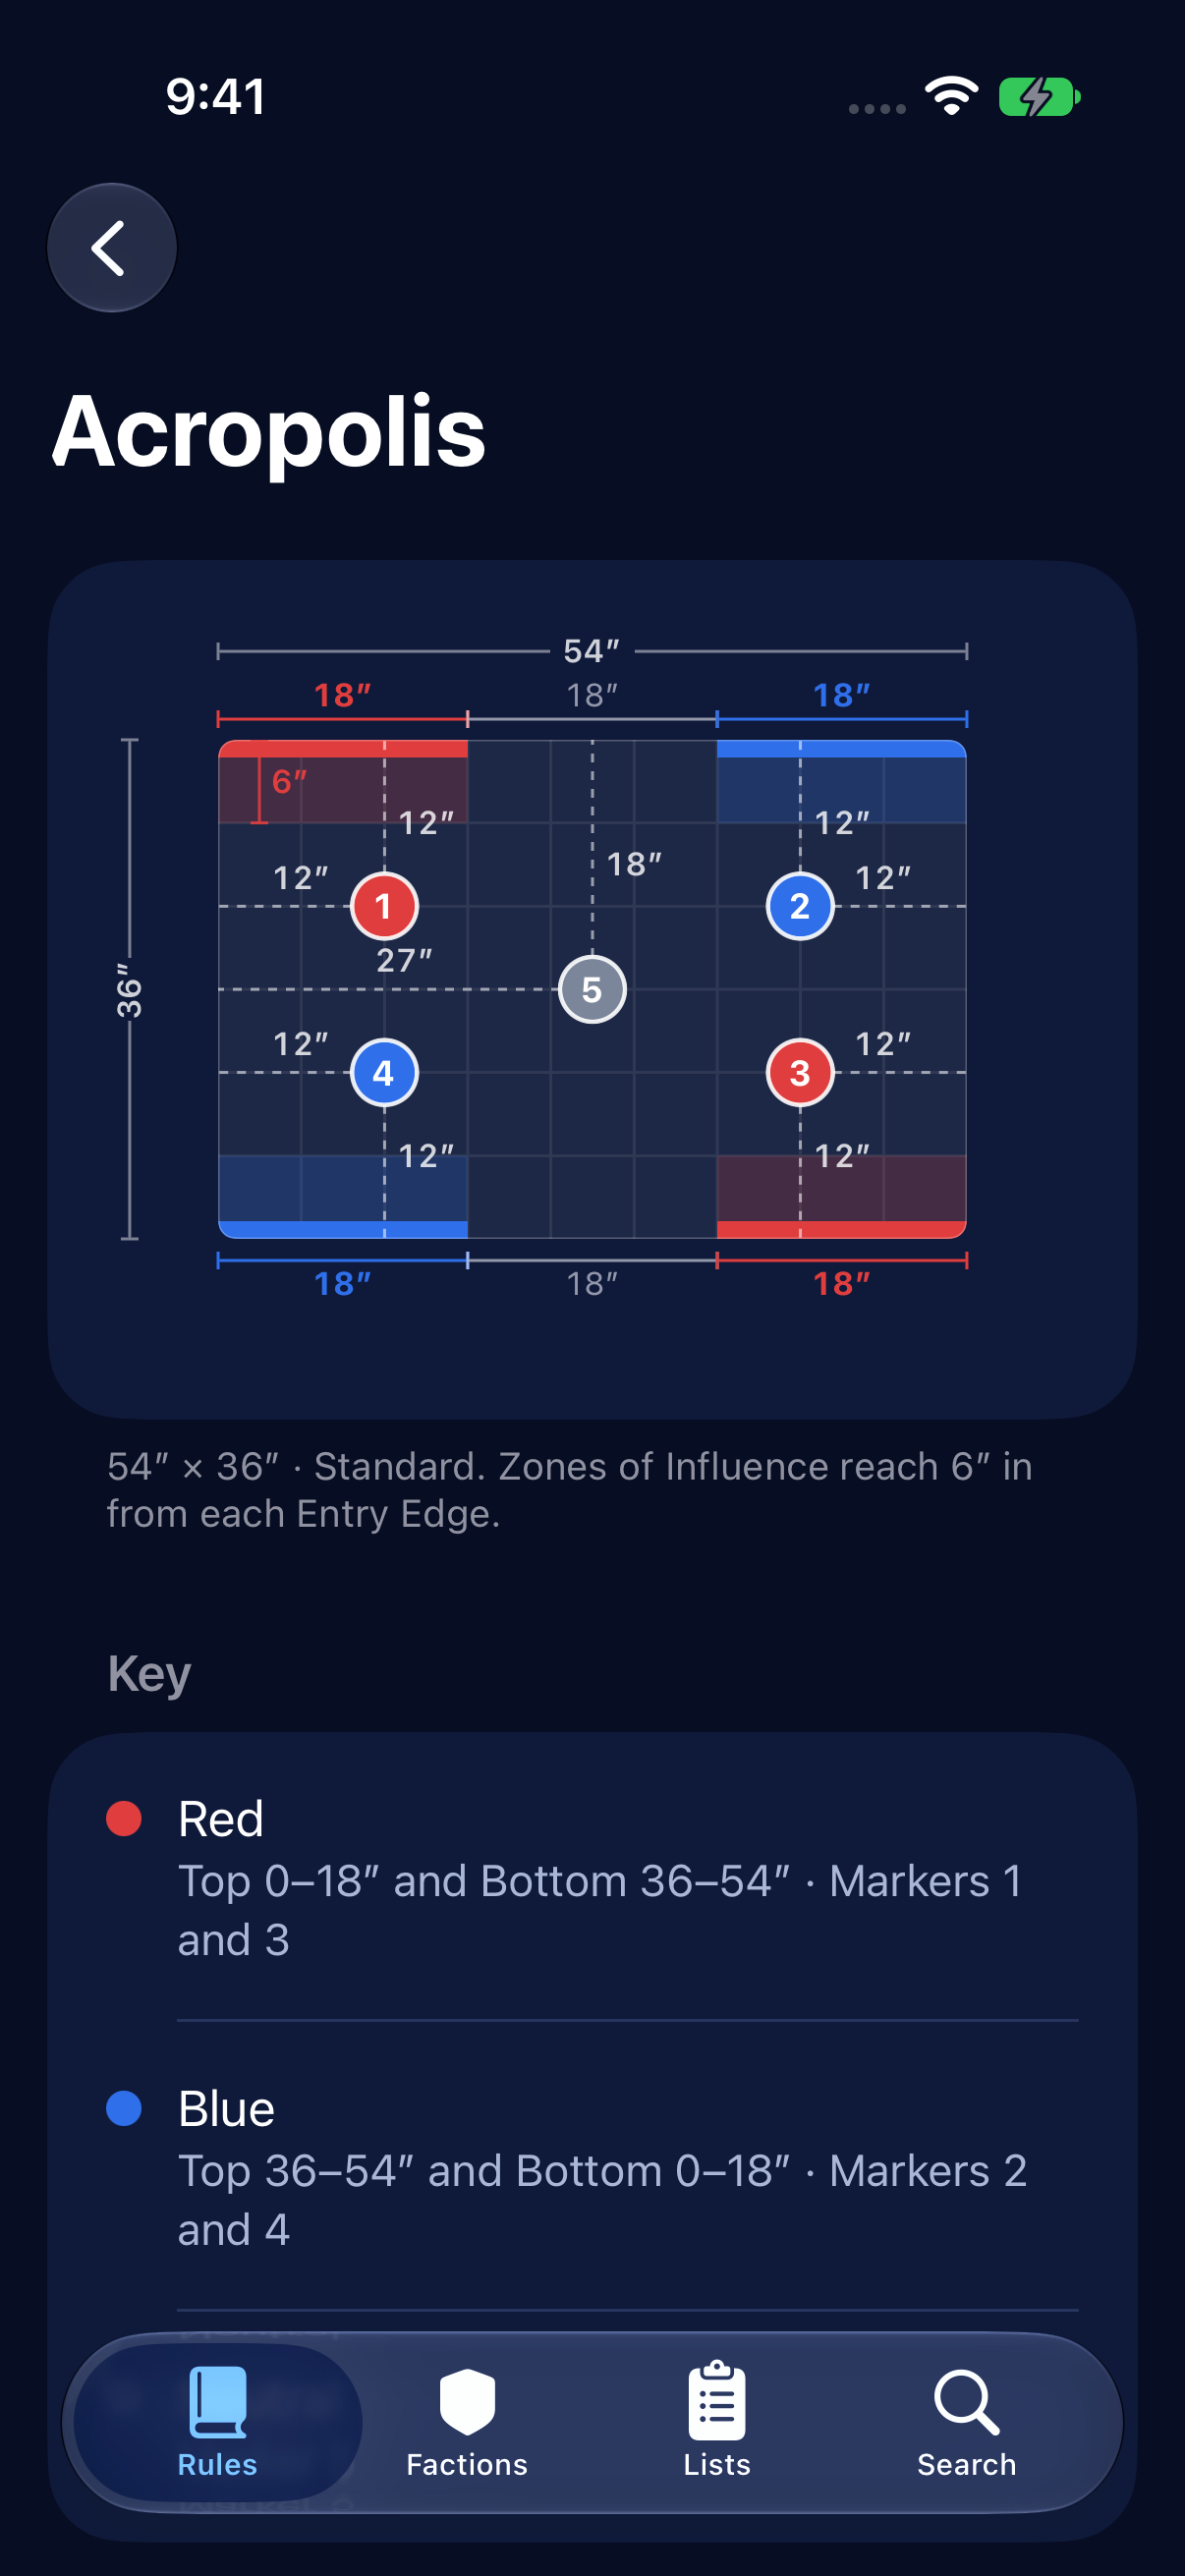 9:41
Acropolis
54″
18″ 18″ 18″
6″
12″ 12″
18″
12″ 12″
1 2
27″
36″
5
12″ 12″
4 3
12″ 12″
18″ 18″ 18″
54″ × 36″ · Standard. Zones of Influence reach 6″ in
from each Entry Edge.
Key
Red
Top 0–18″ and Bottom 36–54″ · Markers 1
and 3
Blue
Top 36–54″ and Bottom 0–18″ · Markers 2
and 4
Rules Factions Lists Search